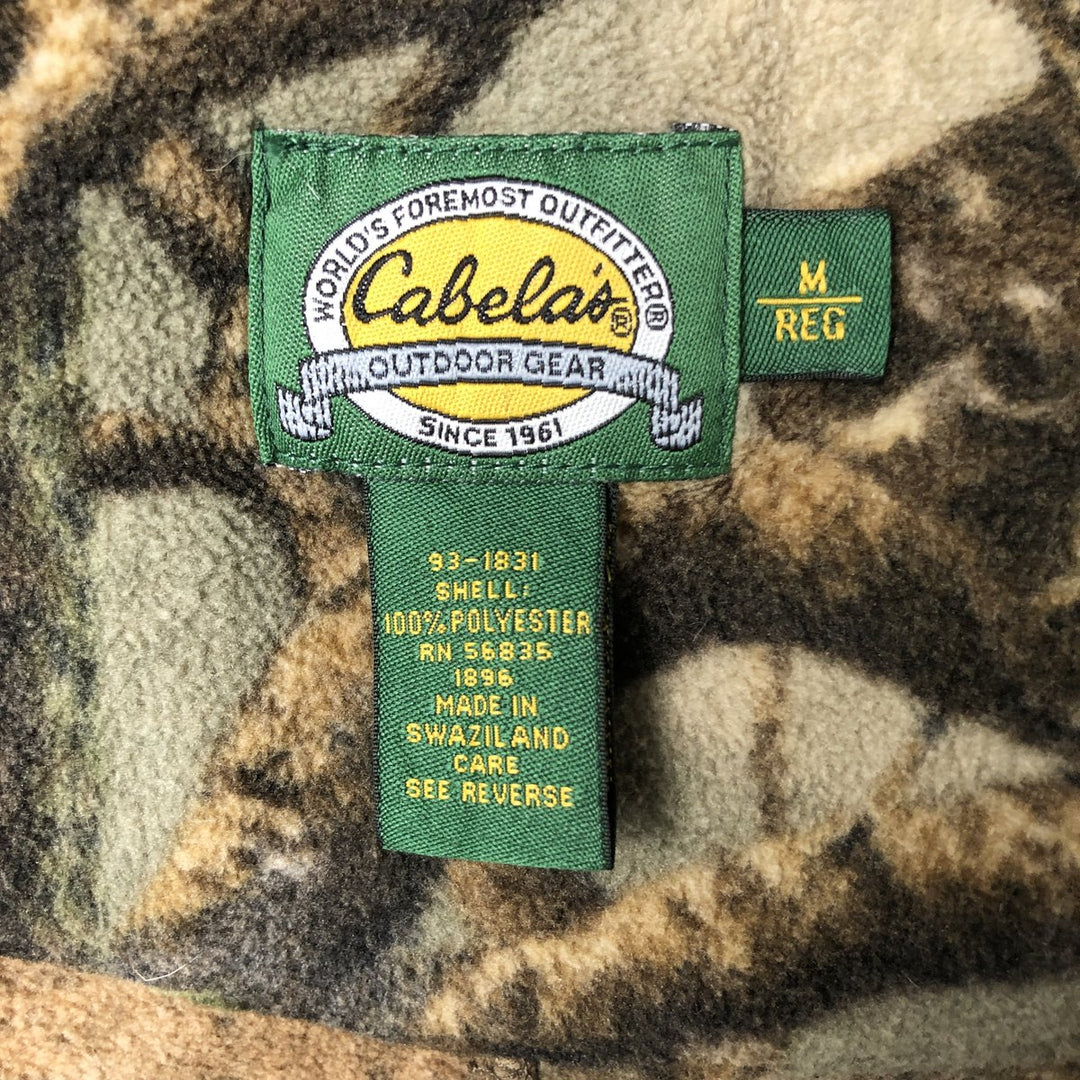 WORLD'S FOREMOST OUTFITTER®
Cabela's®
OUTDOOR GEAR
SINCE 1961
M
REG
93-1831
SHELL:
100% POLYESTER
RN 56835
1896
MADE IN
SWAZILAND
CARE
SEE REVERSE